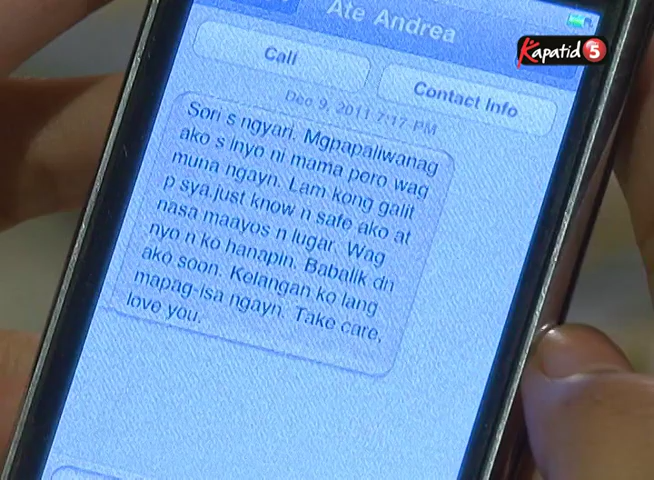 Ate Andrea
Kapatid 5
Call
Contact Info
Dec 9, 2011 7:17 PM
Sori s ngyari. Mgpapaliwanag
ako s inyo ni mama pero wag
muna ngayn. Lam kong galit
p sya.just know n safe ako at
nasa maayos n lugar. Wag
nyo n ko hanapin. Babalik dn
ako soon. Kelangan ko lang
mapag-isa ngayn. Take care,
love you.